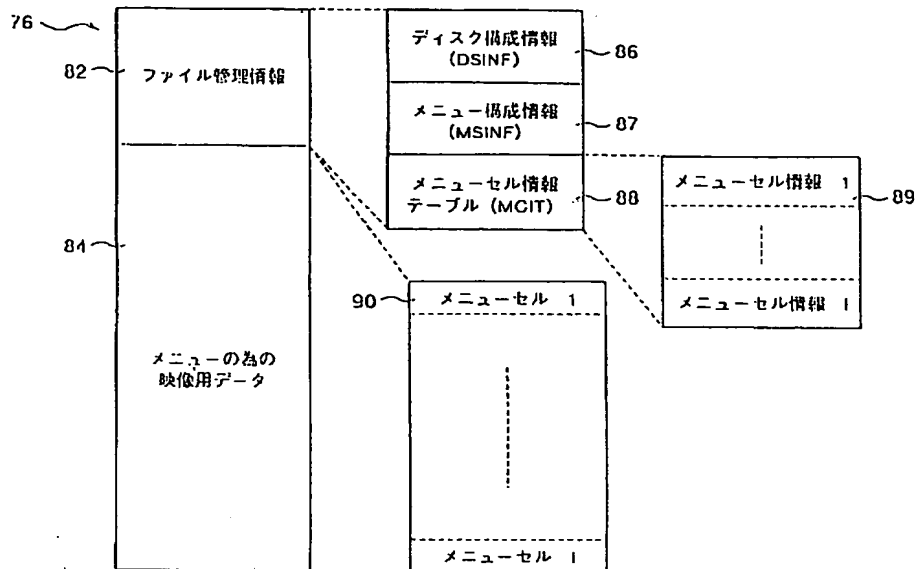 76
82
ファイル管理情報
84
メニューの為の
映像用データ
ディスク構成情報
(DSINF)
86
メニュー構成情報
(MSINF)
87
メニューセル情報
テーブル (MCIT)
88
メニューセル情報 1
89
メニューセル情報 I
90
メニューセル 1
メニューセル I